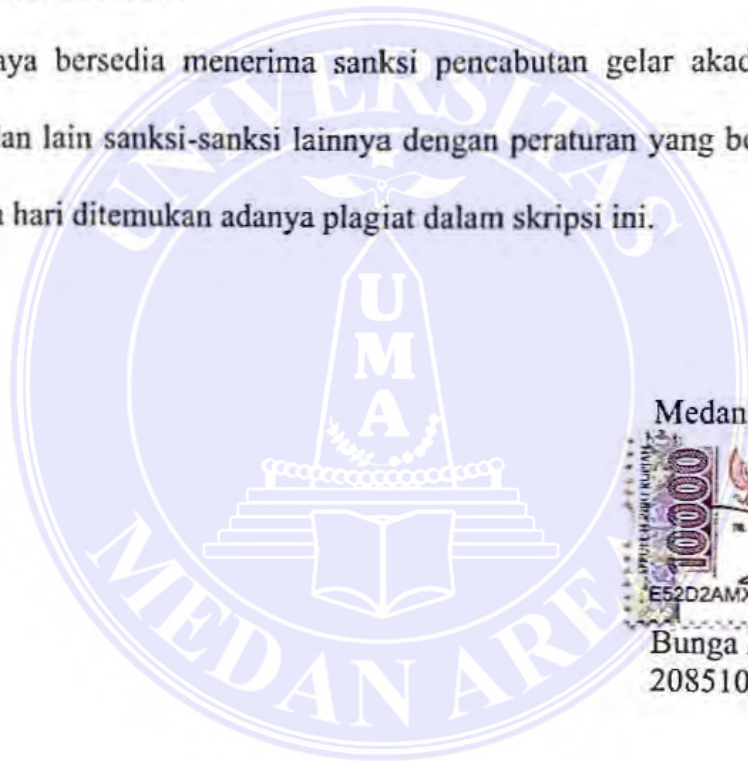 aya bersedia menerima sanksi pencabutan gelar akad
dan lain sanksi-sanksi lainnya dengan peraturan yang be
hari ditemukan adanya plagiat dalam skripsi ini.
UNIVERSITAS
UMA
MEDAN AREA
Medan
10000
E52D2AMX
Bunga
208510